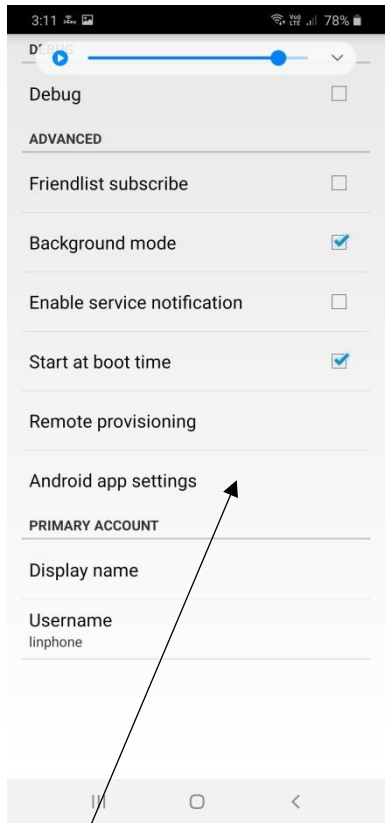 3:11 78%
DEBUG
Debug
ADVANCED
Friendlist subscribe
Background mode
Enable service notification
Start at boot time
Remote provisioning
Android app settings
PRIMARY ACCOUNT
Display name
Username
linphone